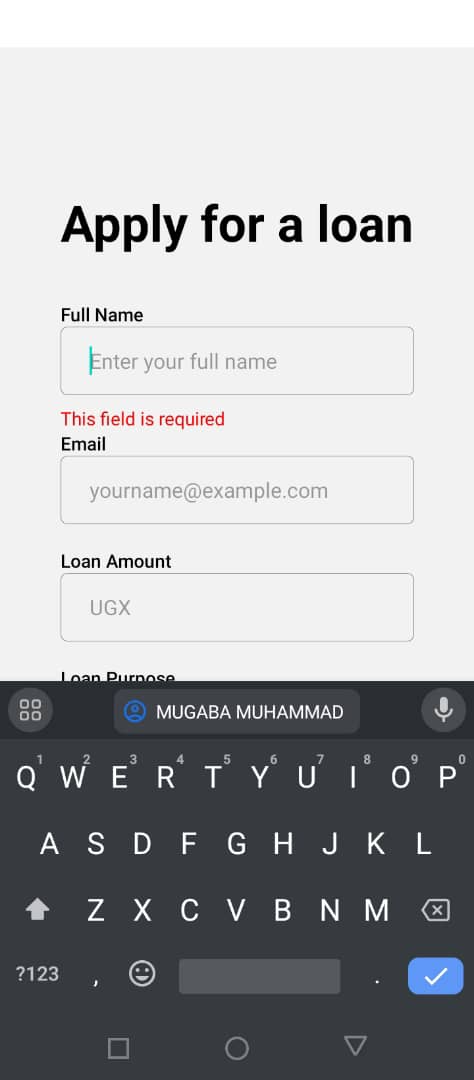 Apply for a loan
Full Name
Enter your full name
This field is required
Email
yourname@example.com
Loan Amount
UGX
Loan Purpose
MUGABA MUHAMMAD
1 2 3 4 5 6 7 8 9 0
Q W E R T Y U I O P
A S D F G H J K L
Z X C V B N M
?123 , .